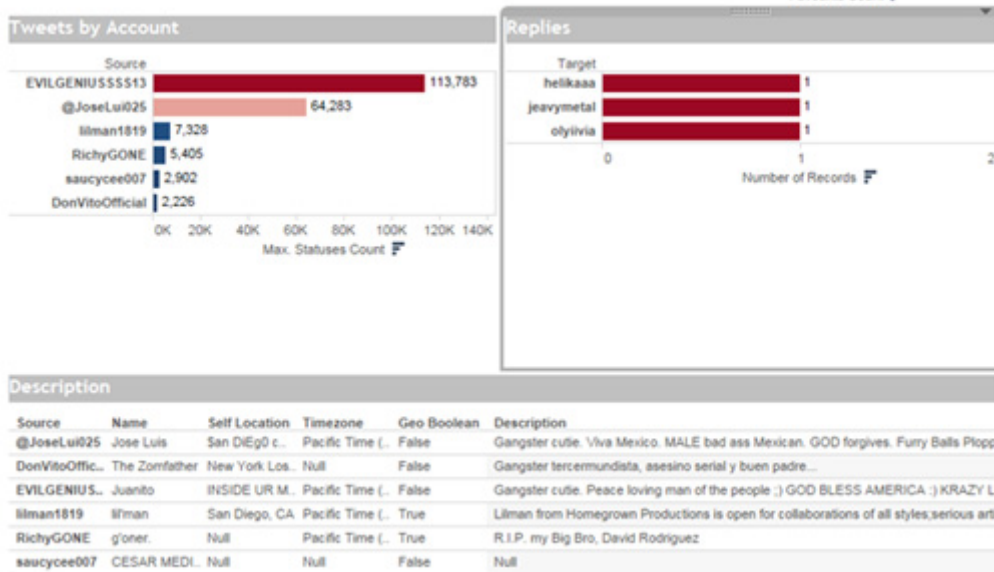 Tweets by Account
Source
EVILGENIUSSSS13 113,783
@JoseLui025 64,283
lilman1819 7,328
RichyGONE 5,405
saucycee007 2,902
DonVitoOfficial 2,226
0K 20K 40K 60K 80K 100K 120K 140K
Max. Statuses Count
Replies
Target
helikaaa 1
jeavymetal 1
olyiivia 1
0 1 2
Number of Records
Description
Source Name Self Location Timezone Geo Boolean Description
@JoseLui025 Jose Luis San DiEg0 c.. Pacific Time (.. False Gangster cutie. Viva Mexico. MALE bad ass Mexican. GOD forgives. Furry Balls Plopp
DonVitoOffic.. The Zomfather New York Los.. Null False Gangster tercermundista, asesino serial y buen padre...
EVILGENIUS.. Juanito INSIDE UR M.. Pacific Time (.. False Gangster cutie. Peace loving man of the people ;) GOD BLESS AMERICA :) KRAZY L
lilman1819 lil'man San Diego, CA Pacific Time (.. True Lilman from Homegrown Productions is open for collaborations of all styles;serious arti
RichyGONE g'oner. Null Pacific Time (.. True R.I.P. my Big Bro, David Rodriguez
saucycee007 CESAR MEDI.. Null Null False Null